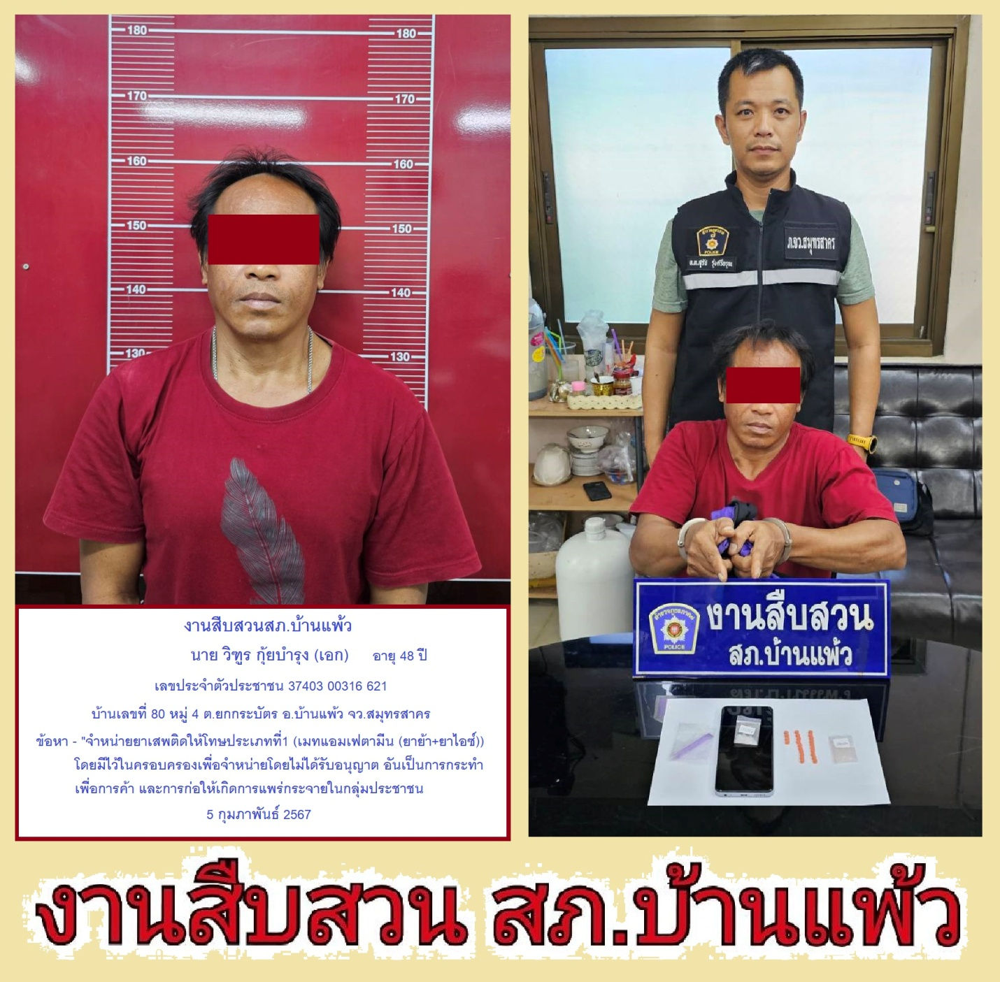 180 180
170 170
160 160
150 150
140 140
130 130
งานสืบสวนสภ.บ้านแพ้ว
นาย วิฑูร กุ้ยบำรุง (เอก) อายุ 48 ปี
เลขประจำตัวประชาชน 37403 00316 621
บ้านเลขที่ 80 หมู่ 4 ต.ยกกระบัตร อ.บ้านแพ้ว จว.สมุทรสาคร
ข้อหา - "จำหน่ายยาเสพติดให้โทษประเภทที่1 (เมทแอมเฟตามีน (ยาย้า+ยาไอซ์))
โดยมีไว้ในครอบครองเพื่อจำหน่ายโดยไม่ได้รับอนุญาต อันเป็นการกระทำ
เพื่อการค้า และการก่อให้เกิดการแพร่กระจายในกลุ่มประชาชน
5 กุมภาพันธ์ 2567
POLICE
ภ.จว.สมุทรสาคร
งานสืบสวน
สภ.บ้านแพ้ว
POLICE
งานสืบสวน สภ.บ้านแพ้ว